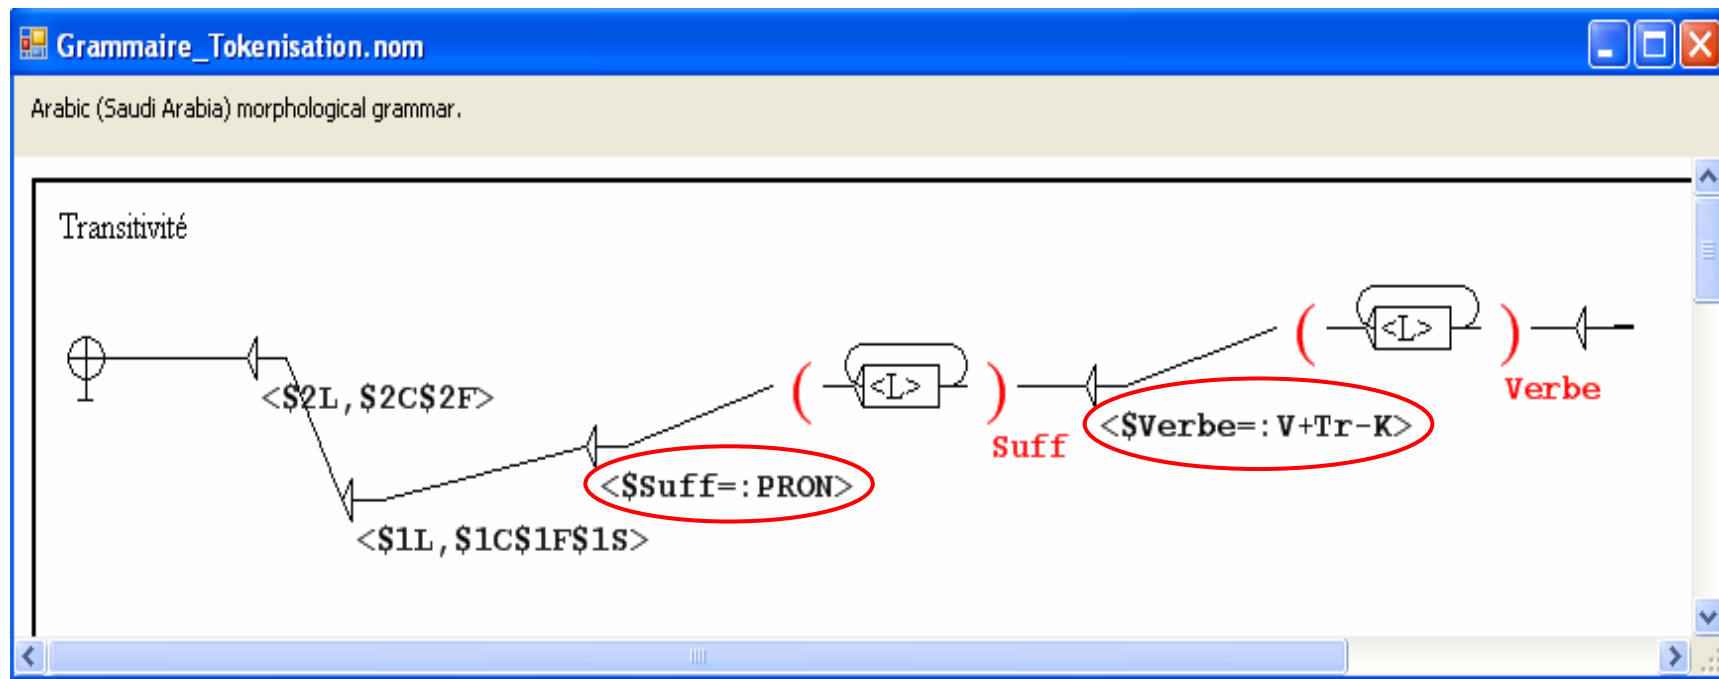 Grammaire_Tokenisation.nom
Arabic (Saudi Arabia) morphological grammar.
Transitivité
( <L> ) Verbe
( <L> ) Suff
<$Verbe=:V+Tr-K>
<$2L,$2C$2F>
<$Suff=:PRON>
<$1L,$1C$1F$1S>